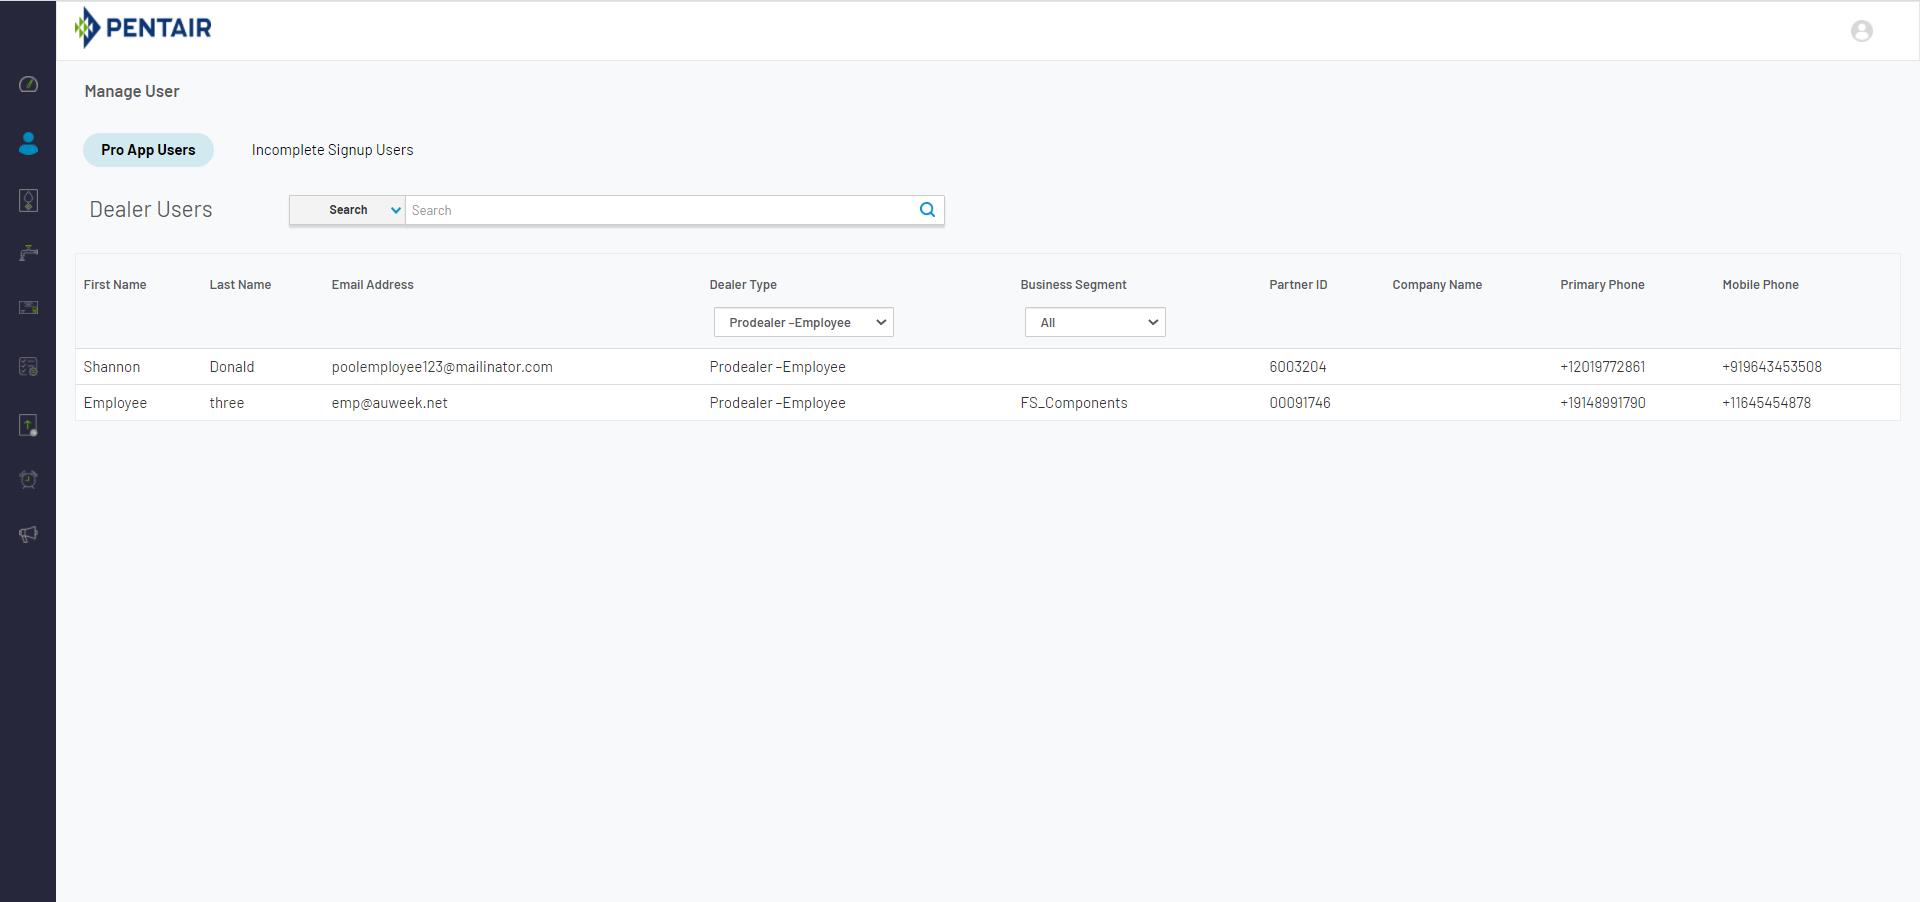 PENTAIR
Manage User
Pro App Users Incomplete Signup Users
Dealer Users Search Search
First Name Last Name Email Address Dealer Type Business Segment Partner ID Company Name Primary Phone Mobile Phone
Prodealer -Employee All
Shannon Donald poolemployee123@mailinator.com Prodealer -Employee 6003204 +12019772861 +919643453508
Employee three emp@auweek.net Prodealer -Employee FS_Components 00091746 +19148991790 +11645454878